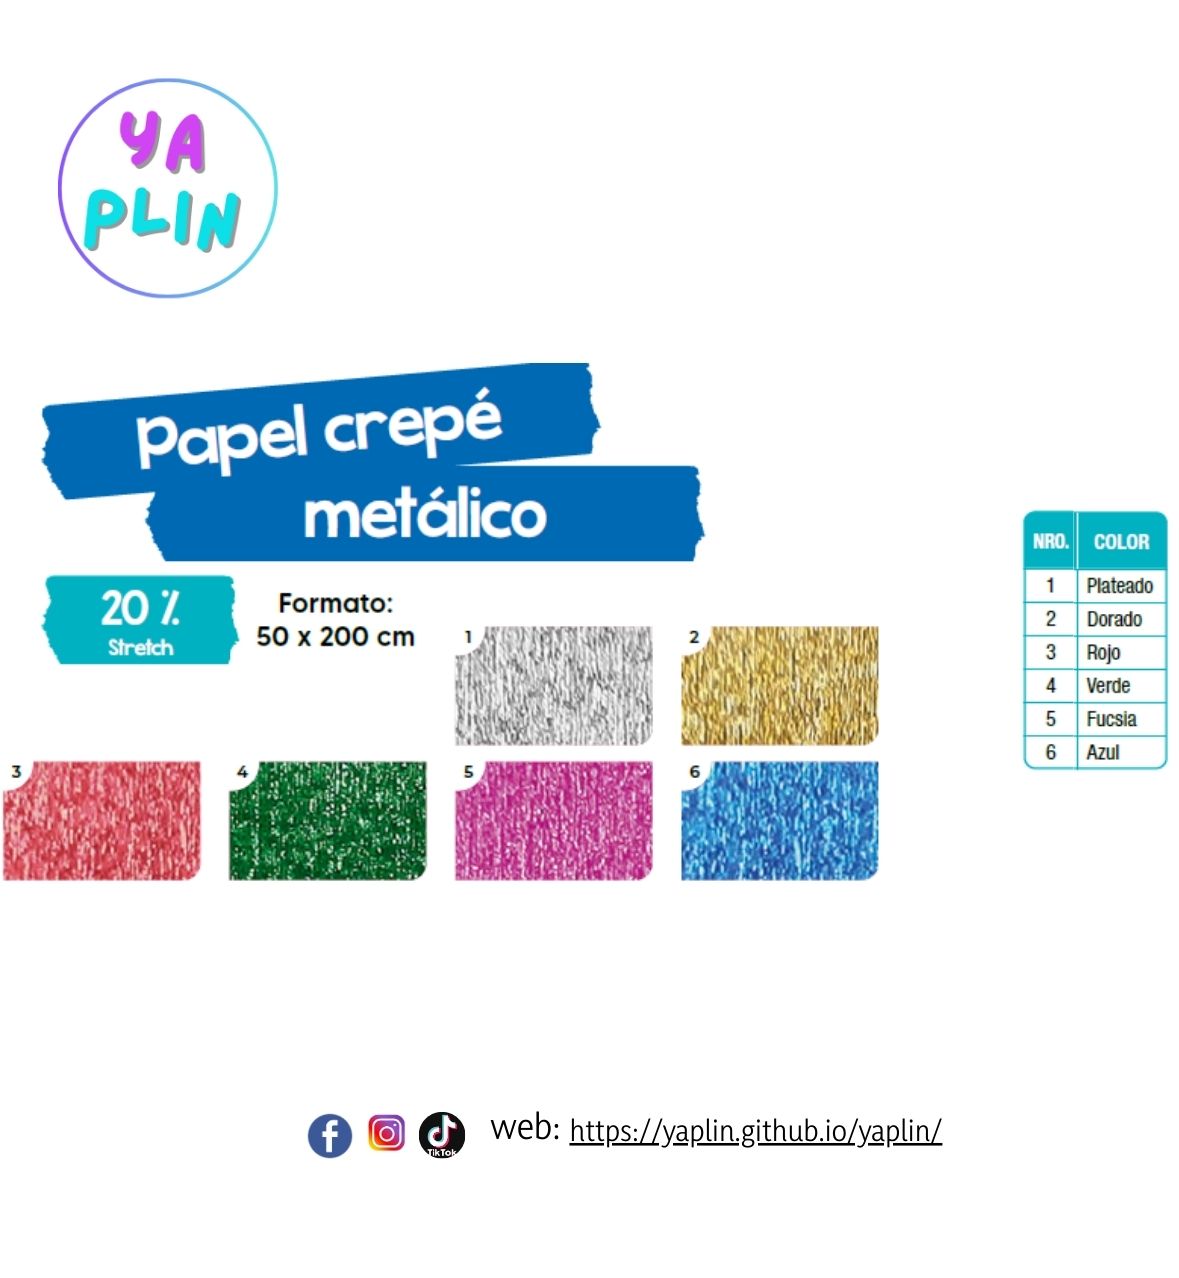 YA
PLIN
Papel crepé
metálico
20 %
Stretch
Formato:
50 x 200 cm
1
2
3
4
5
6
NRO. COLOR
1 Plateado
2 Dorado
3 Rojo
4 Verde
5 Fucsia
6 Azul
TikTok
web: https://yaplin.github.io/yaplin/